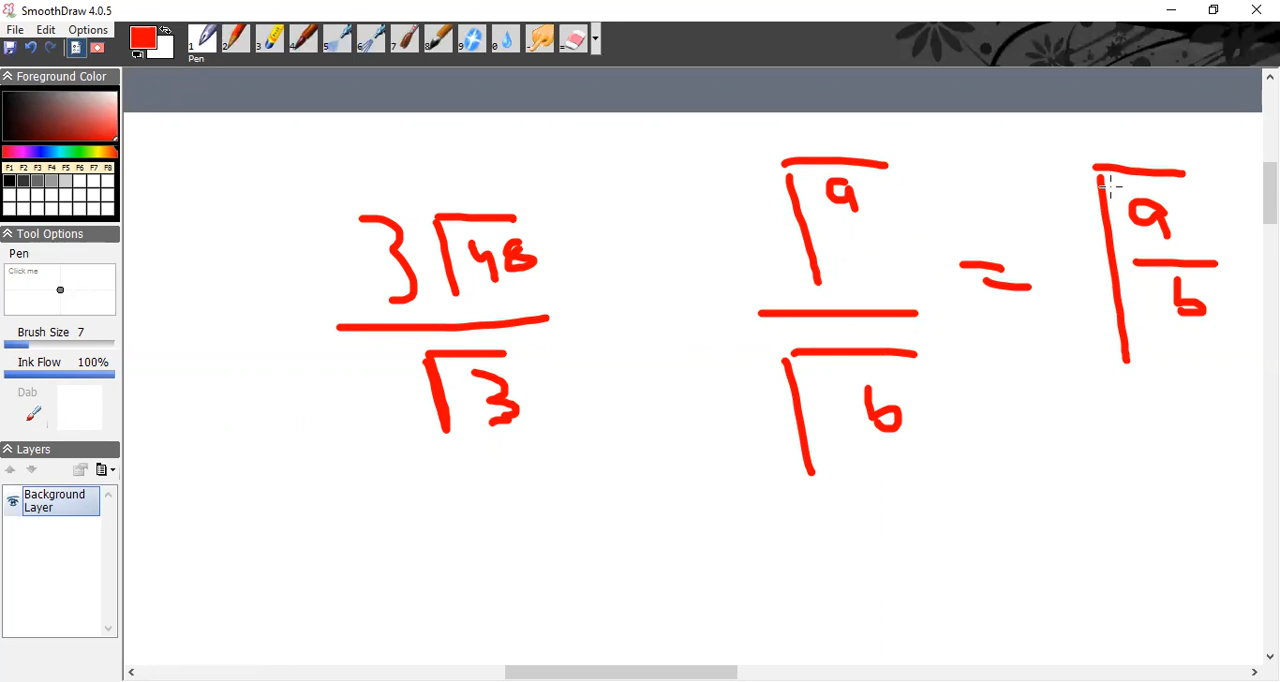 SmoothDraw 4.0.5
File Edit Options
1 2 3 4 5 6 7 8 9 0 - =
Pen
Foreground Color
F1 F2 F3 F4 F5 F6 F7 F8
Tool Options
Pen
Click me
Brush Size 7
Ink Flow 100%
Dab
Layers
Background
Layer
3√48
√3
√a
√b
=
√a
b